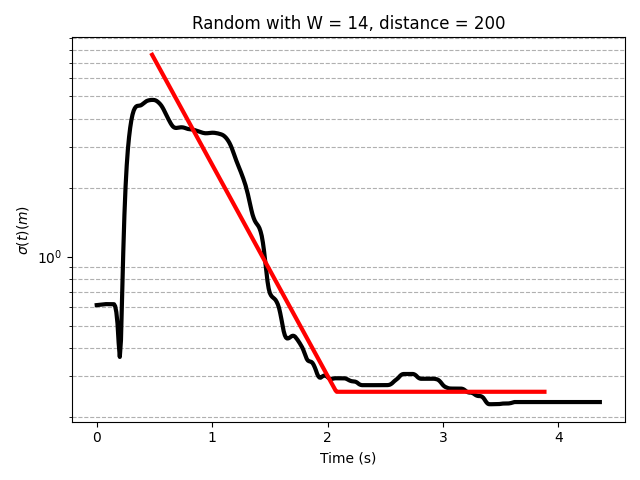 Random with W = 14, distance = 200
σ(t)(m)
10⁰
0 1 2 3 4
Time (s)